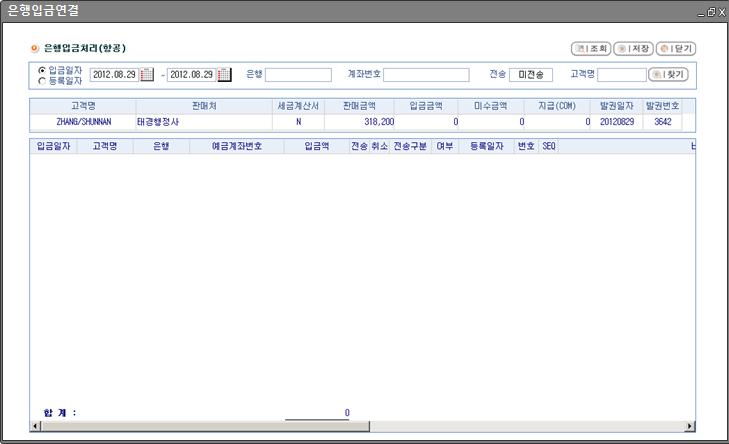 은행입금연결
은행입금처리(항공)
조회 저장 닫기
입금일자
등록일자
2012.08.29 - 2012.08.29 은행 계좌번호 전송 미전송 고객명 찾기
고객명 판매처 세금계산서 판매금액 입금금액 미수금액 지급(COM) 발권일자 발권번호
ZHANG/SHUNNAN 태경행정사 N 318,200 0 0 0 20120829 3642
입금일자 고객명 은행 예금계좌번호 입금액 전송 취소 전송구분 여부 등록일자 번호 SEQ
합 계 : 0